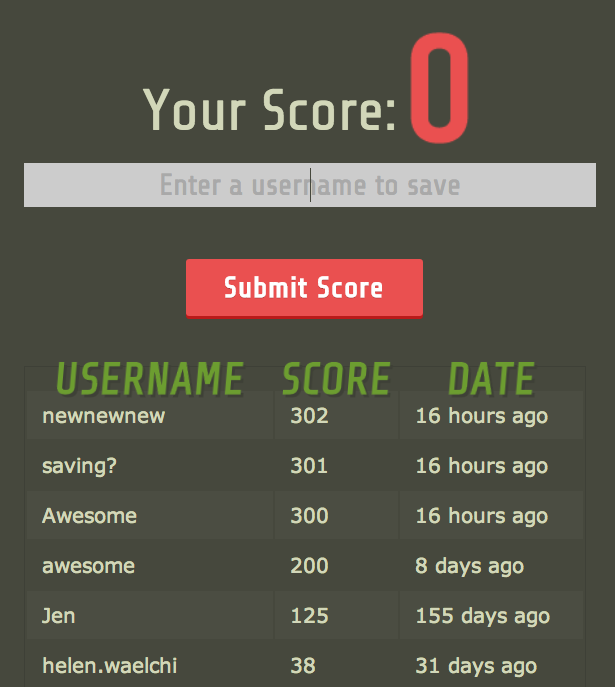 Your Score: 0
Enter a username to save
Submit Score
USERNAME SCORE DATE
newnewnew 302 16 hours ago
saving? 301 16 hours ago
Awesome 300 16 hours ago
awesome 200 8 days ago
Jen 125 155 days ago
helen.waelchi 38 31 days ago